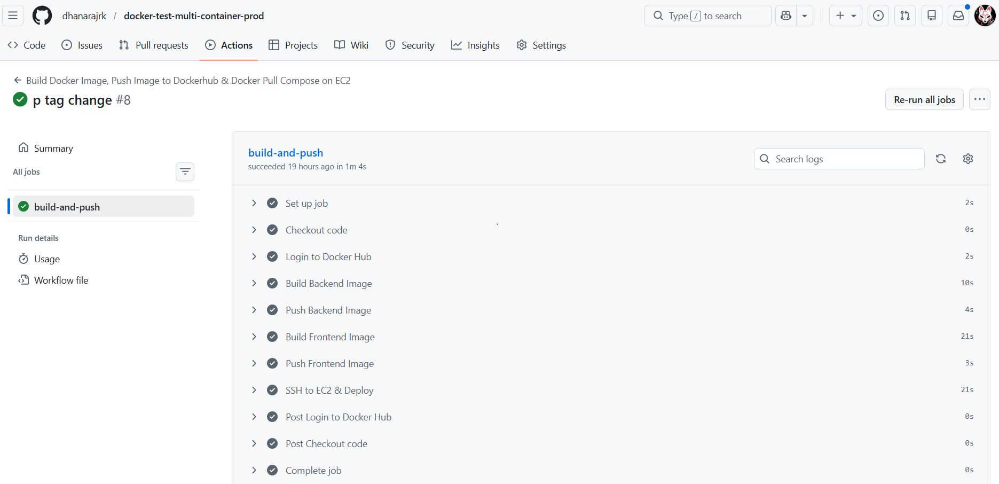 dhanarajrk / docker-test-multi-container-prod
Type / to search
Code Issues Pull requests Actions Projects Wiki Security Insights Settings
Build Docker Image, Push Image to Dockerhub & Docker Pull Compose on EC2
p tag change #8
Re-run all jobs
Summary
All jobs
build-and-push
Run details
Usage
Workflow file
build-and-push
succeeded 19 hours ago in 1m 4s
Search logs
Set up job 2s
Checkout code 0s
Login to Docker Hub 2s
Build Backend Image 10s
Push Backend Image 4s
Build Frontend Image 21s
Push Frontend Image 3s
SSH to EC2 & Deploy 21s
Post Login to Docker Hub 0s
Post Checkout code 0s
Complete job 0s